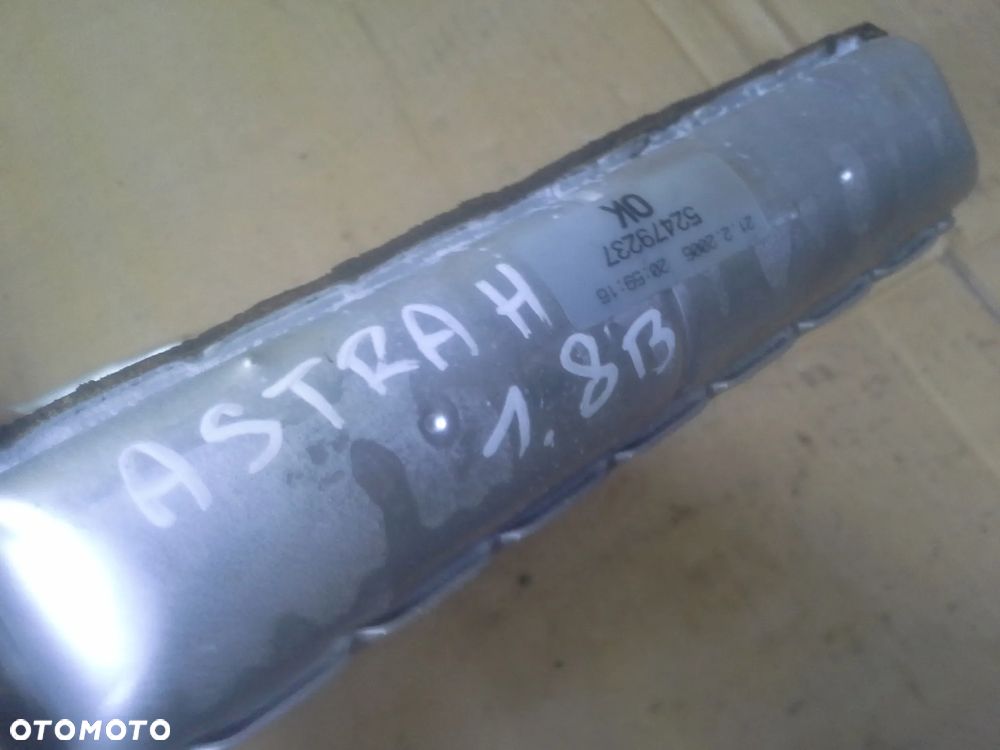 ASTRA H
1.8B
OK
52479237
21.2.2006 20:59:16
OTOMOTO